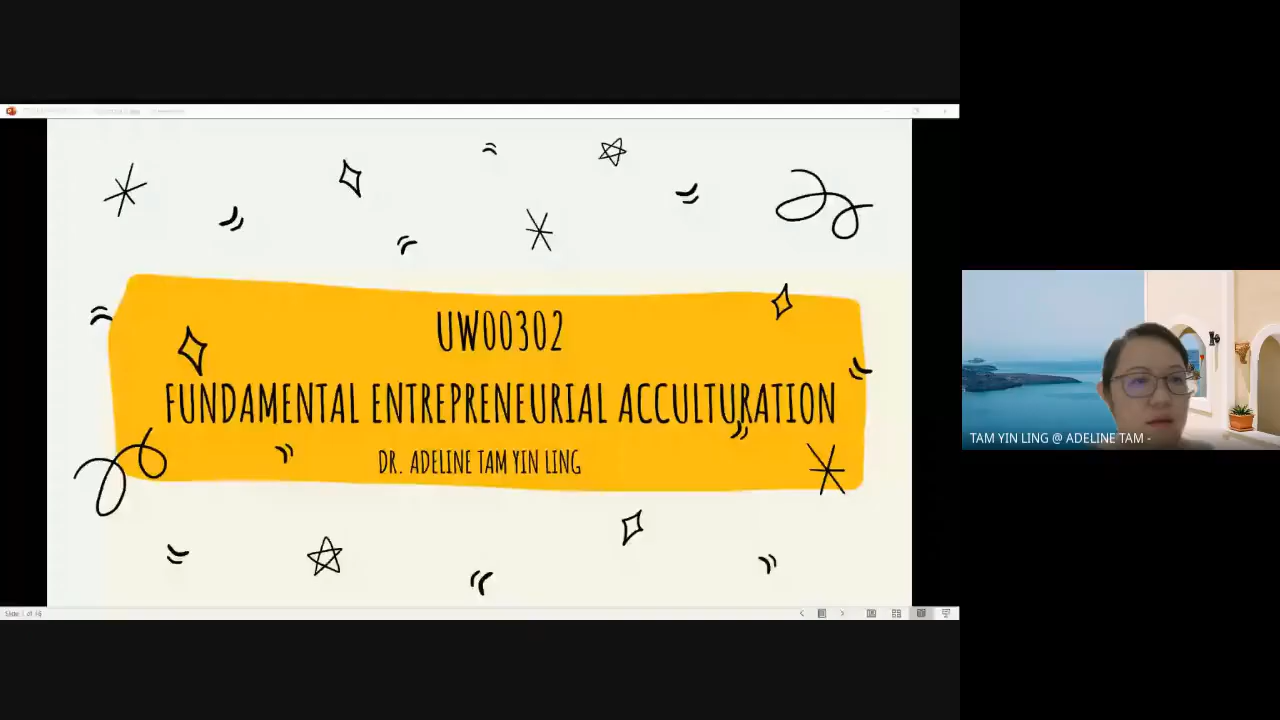 UW00302
FUNDAMENTAL ENTREPRENEURIAL ACCULTURATION
DR. ADELINE TAM YIN LING
TAM YIN LING @ ADELINE TAM -